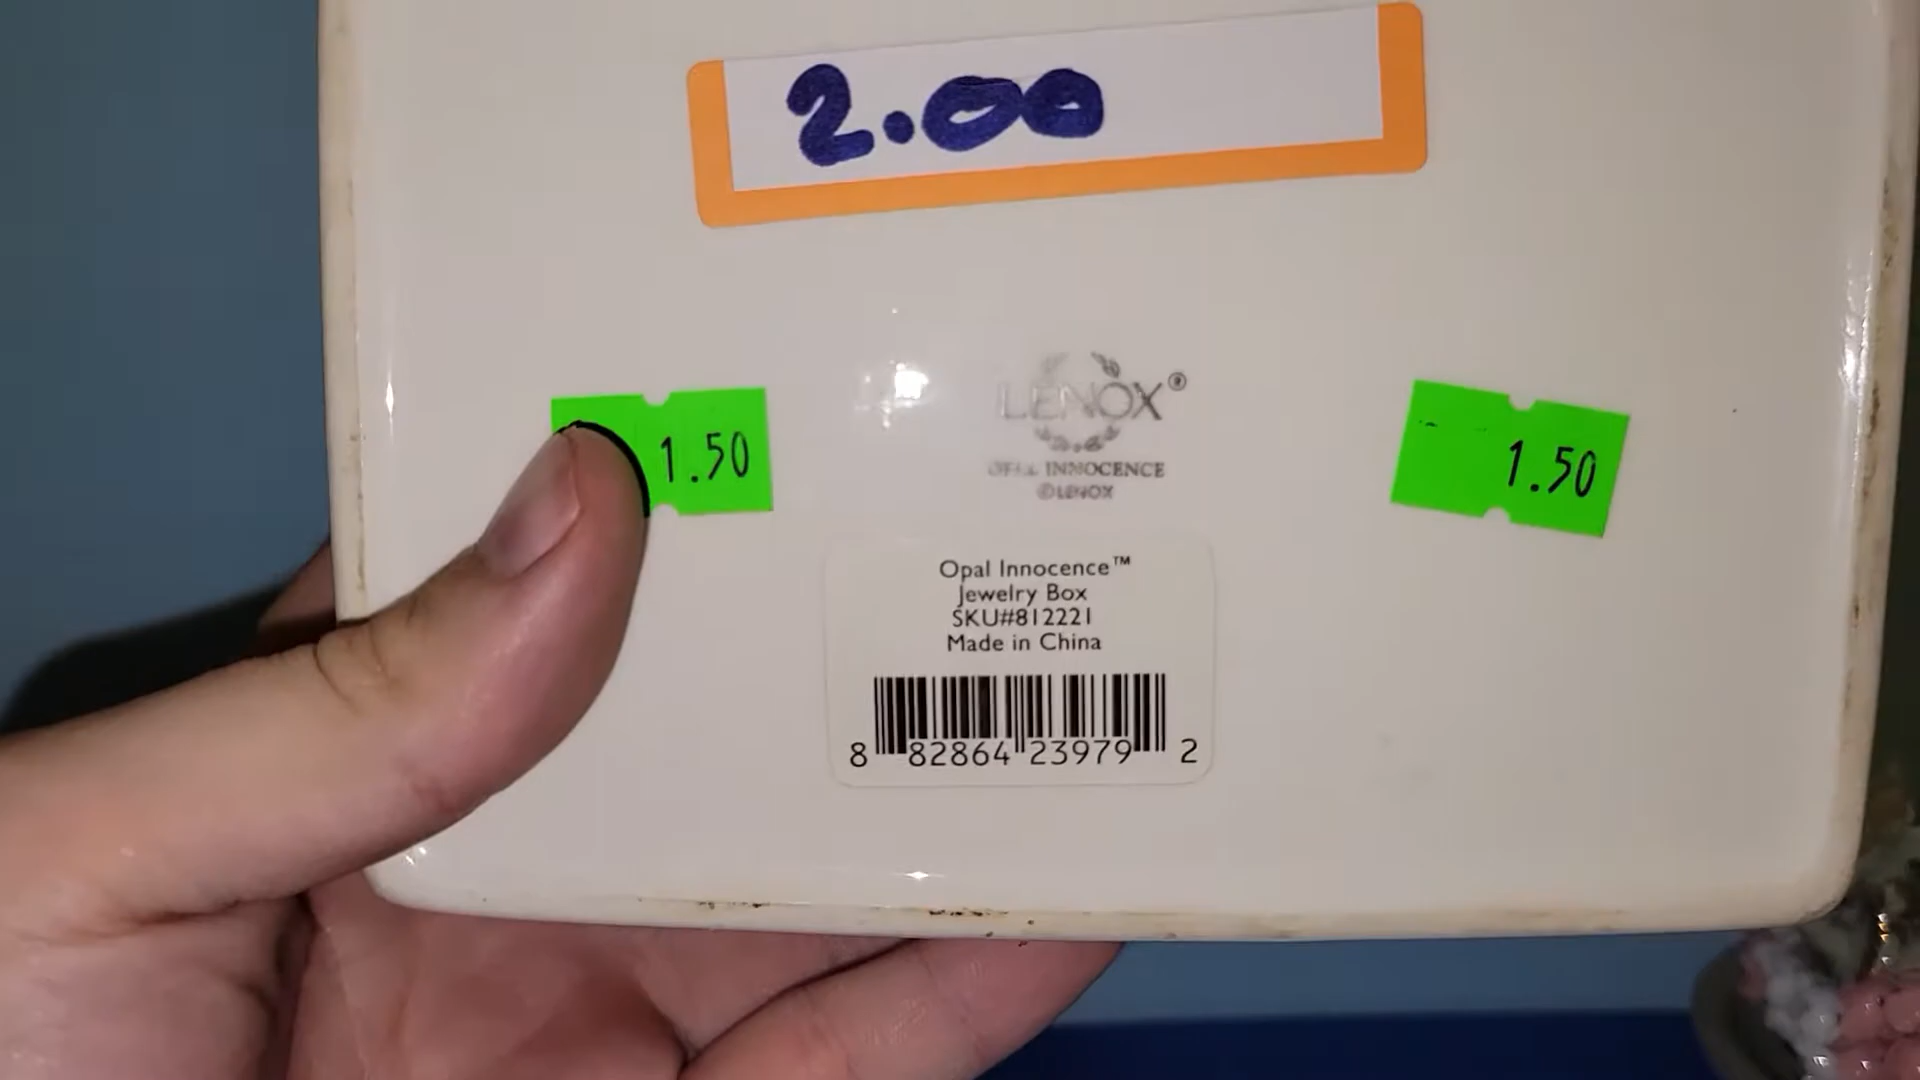 2.00
LENOX®
OPAL INNOCENCE
© LENOX
1.50
1.50
Opal Innocence™
Jewelry Box
SKU#812221
Made in China
8 82864 23979 2